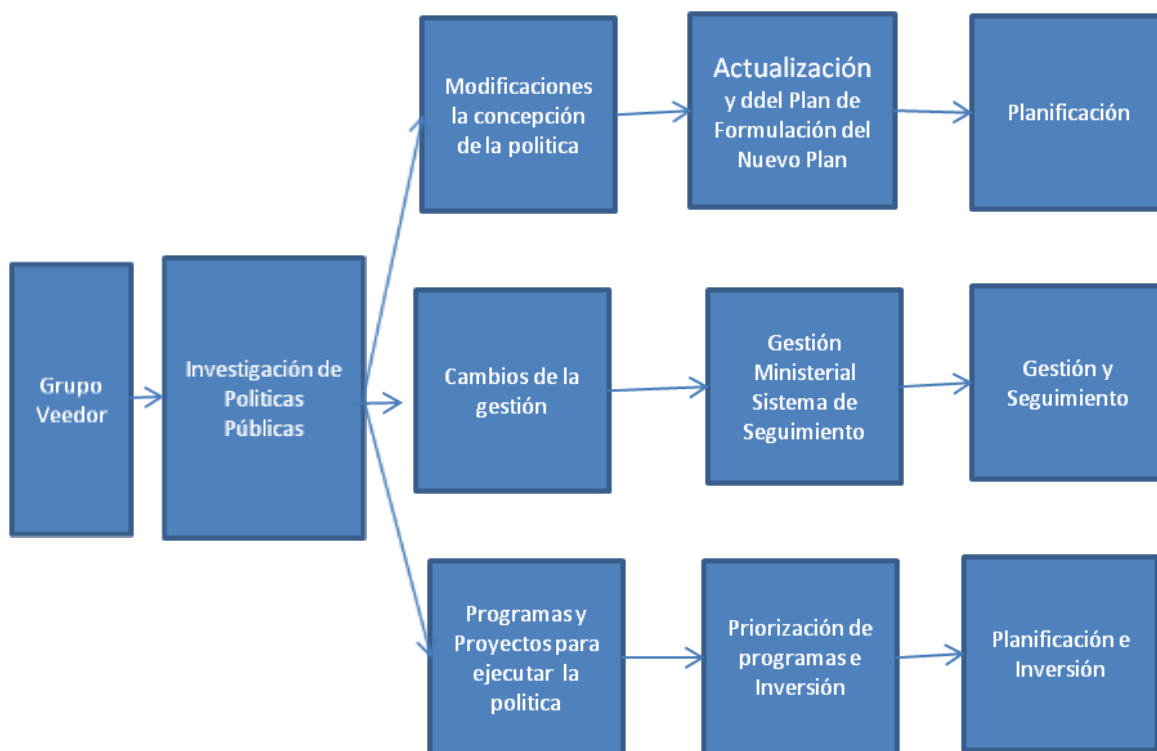 Grupo
Veedor
Investigación de
Politicas
Públicas
Modificaciones
la concepción
de la politica
Actualización
y ddel Plan de
Formulación del
Nuevo Plan
Planificación
Cambios de la
gestión
Gestión
Ministerial
Sistema de
Seguimiento
Gestión y
Seguimiento
Programas y
Proyectos para
ejecutar la
politica
Priorización de
programas e
Inversión
Planificación e
Inversión